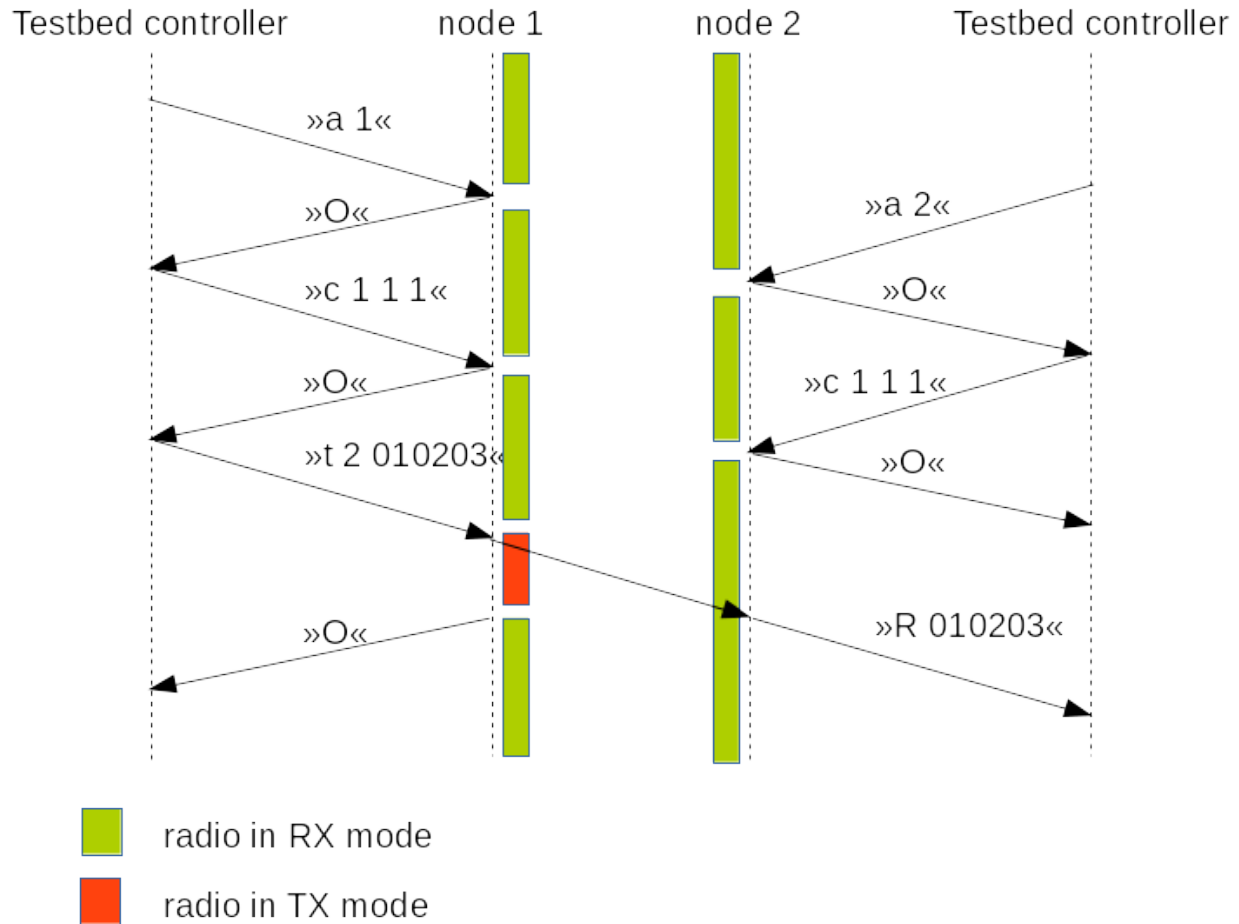 Testbed controller
node 1
node 2
Testbed controller
»a 1«
»O«
»a 2«
»c 1 1 1«
»O«
»O«
»c 1 1 1«
»t 2 010203«
»O«
»O«
»R 010203«
radio in RX mode
radio in TX mode